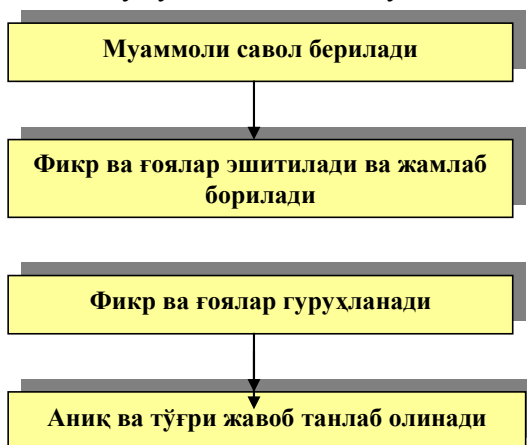 Муаммоли савол берилади
Фикр ва ғоялар эшитилади ва жамлаб
борилади
Фикр ва ғоялар гуруҳланади
Аниқ ва тўғри жавоб танлаб олинади